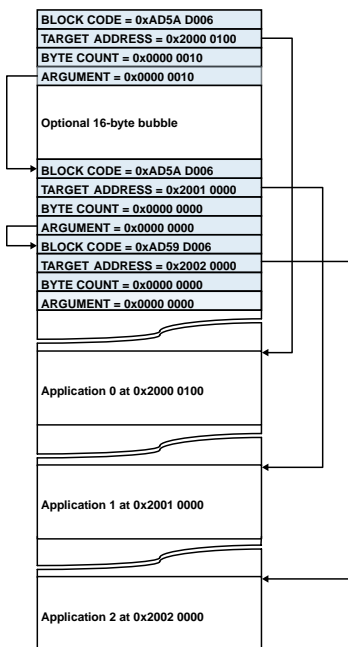 BLOCK CODE = 0xAD5A D006
TARGET ADDRESS = 0x2000 0100
BYTE COUNT = 0x0000 0010
ARGUMENT = 0x0000 0010
Optional 16-byte bubble
BLOCK CODE = 0xAD5A D006
TARGET ADDRESS = 0x2001 0000
BYTE COUNT = 0x0000 0000
ARGUMENT = 0x0000 0000
BLOCK CODE = 0xAD59 D006
TARGET ADDRESS = 0x2002 0000
BYTE COUNT = 0x0000 0000
ARGUMENT = 0x0000 0000
Application 0 at 0x2000 0100
Application 1 at 0x2001 0000
Application 2 at 0x2002 0000